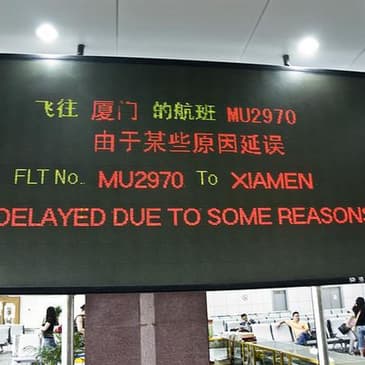 飞往 厦门 的航班 MU2970
由于某些原因延误
FLT No. MU2970 To XIAMEN
DELAYED DUE TO SOME REASONS